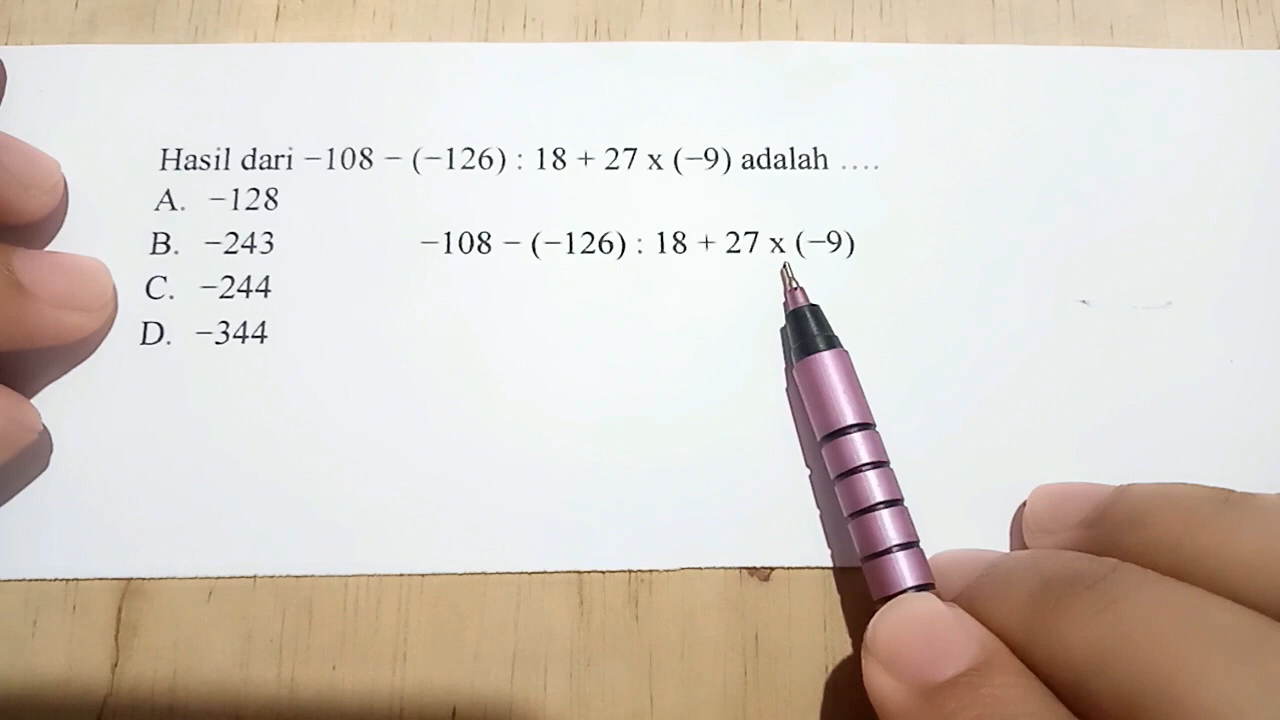 Hasil dari −108 − (−126) : 18 + 27 x (−9) adalah ....
A. −128
B. −243
C. −244
D. −344
−108 − (−126) : 18 + 27 x (−9)